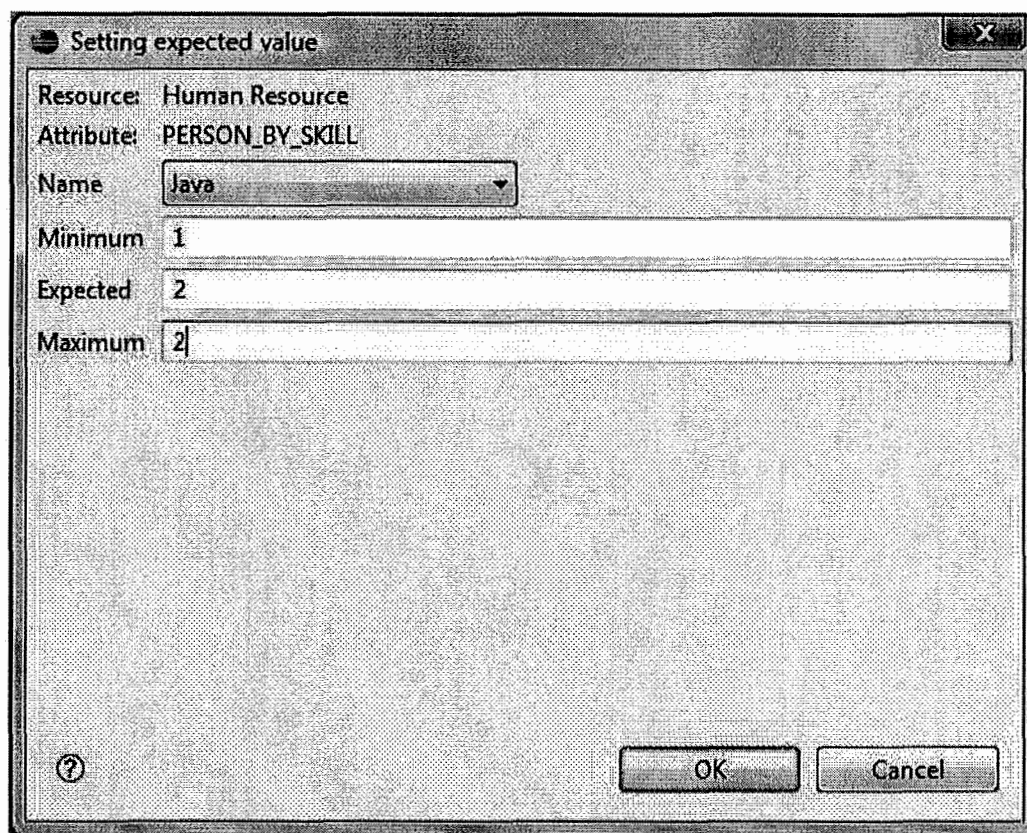 Setting expected value
Resource: Human Resource
Attribute: PERSON_BY_SKILL
Name Java
Minimum 1
Expected 2
Maximum 2
?
OK Cancel